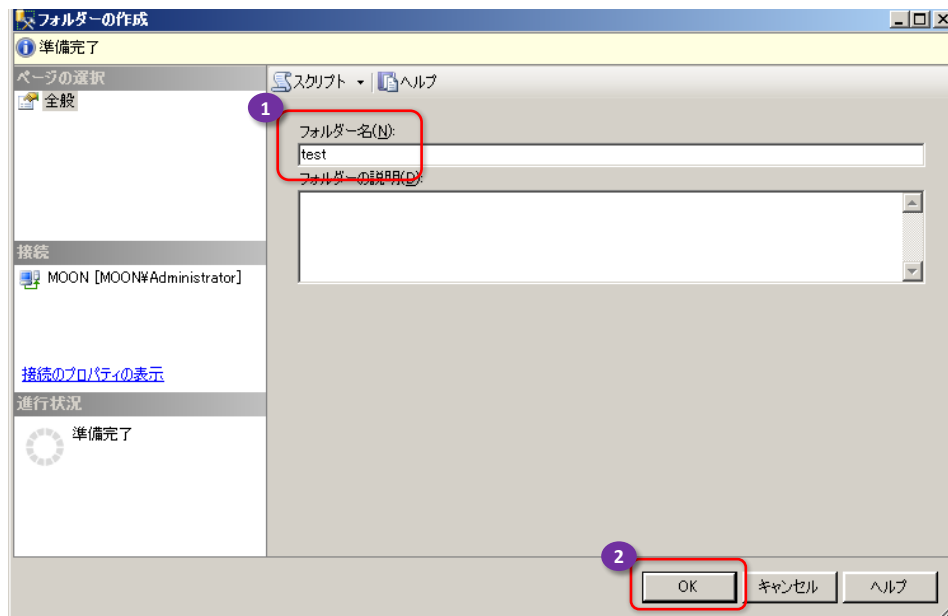 フォルダーの作成
準備完了
ページの選択
全般
スクリプト
ヘルプ
1
フォルダー名(N):
test
フォルダーの説明(D):
接続
MOON [MOON¥Administrator]
接続のプロパティの表示
進行状況
準備完了
2
OK
キャンセル
ヘルプ